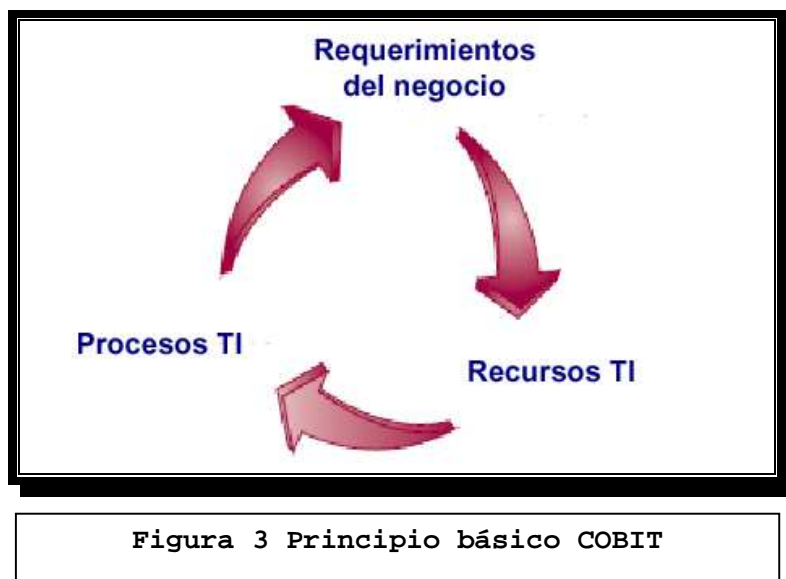 Requerimientos
del negocio
Procesos TI
Recursos TI
Figura 3 Principio básico COBIT